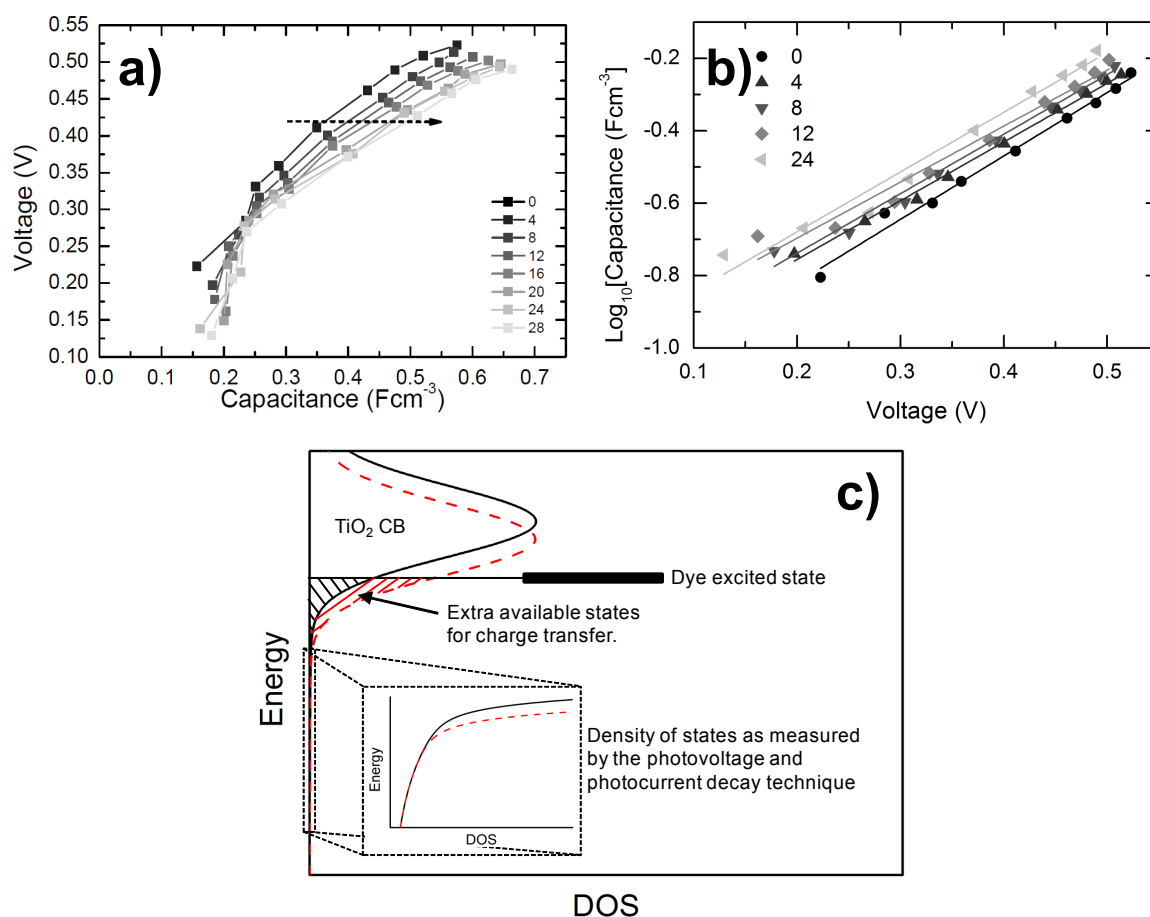 a)
0.55
0.50
0.45
0.40
0.35
0.30
0.25
0.20
0.15
0.10
Voltage (V)
0.0 0.1 0.2 0.3 0.4 0.5 0.6 0.7
Capacitance (Fcm⁻³)
0
4
8
12
16
20
24
28
b)
-0.2
-0.4
-0.6
-0.8
-1.0
Log₁₀[Capacitance (Fcm⁻³)
0.1 0.2 0.3 0.4 0.5
Voltage (V)
0
4
8
12
24
c)
TiO₂ CB
Dye excited state
Extra available states
for charge transfer.
Energy
Energy
DOS
Density of states as measured
by the photovoltage and
photocurrent decay technique
DOS